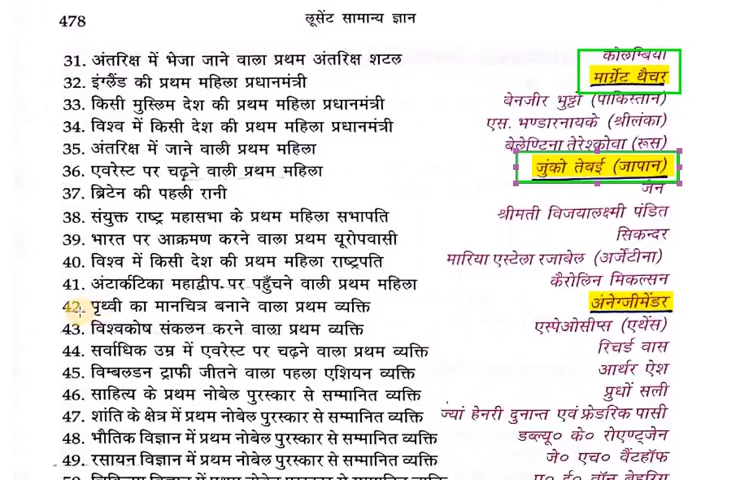 478 लूसेंट सामान्य ज्ञान
31. अंतरिक्ष में भेजा जाने वाला प्रथम अंतरिक्ष शटल कोलम्बिया
32. इंग्लैंड की प्रथम महिला प्रधानमंत्री मार्ग्रेट थैचर
33. किसी मुस्लिम देश की प्रथम महिला प्रधानमंत्री बेनजीर भुट्टो (पाकिस्तान)
34. विश्व में किसी देश की प्रथम महिला प्रधानमंत्री एस. भण्डारनायके (श्रीलंका)
35. अंतरिक्ष में जाने वाली प्रथम महिला बेलेण्टिना तेरेश्कोवा (रूस)
36. एवरेस्ट पर चढ़ने वाली प्रथम महिला जुंको तेबई (जापान)
37. ब्रिटेन की पहली रानी जेन
38. संयुक्त राष्ट्र महासभा के प्रथम महिला सभापति श्रीमती विजयालक्ष्मी पंडित
39. भारत पर आक्रमण करने वाला प्रथम यूरोपवासी सिकन्दर
40. विश्व में किसी देश की प्रथम महिला राष्ट्रपति मारिया एस्टेला रजाबेल (अर्जेंटीना)
41. अंटार्कटिका महाद्वीप पर पहुँचने वाली प्रथम महिला कैरोलिन मिकल्सन
42. पृथ्वी का मानचित्र बनाने वाला प्रथम व्यक्ति अंनेग्जीमेंडर
43. विश्वकोष संकलन करने वाला प्रथम व्यक्ति एस्पेओसीप्स (एथेंस)
44. सर्वाधिक उम्र में एवरेस्ट पर चढ़ने वाला प्रथम व्यक्ति रिचर्ड वास
45. विम्बलडन ट्राफी जीतने वाला पहला एशियन व्यक्ति आर्थर ऐश
46. साहित्य के प्रथम नोबेल पुरस्कार से सम्मानित व्यक्ति प्रुधों सली
47. शांति के क्षेत्र में प्रथम नोबेल पुरस्कार से सम्मानित व्यक्ति ज्यां हेनरी दुनान्त एवं फ्रेडरिक पासी
48. भौतिक विज्ञान में प्रथम नोबेल पुरस्कार से सम्मानित व्यक्ति डब्ल्यू० के० रोएण्ट्जेन
49. रसायन विज्ञान में प्रथम नोबेल पुरस्कार से सम्मानित व्यक्ति जे० एच० वैंटहॉफ